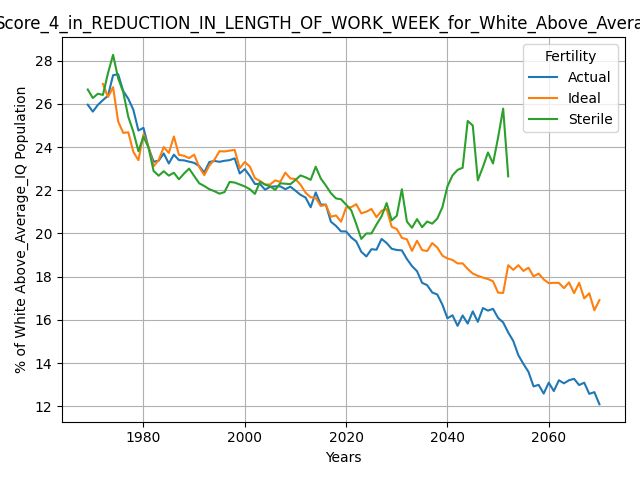 Score_4_in_REDUCTION_IN_LENGTH_OF_WORK_WEEK_for_White_Above_Avera
Fertility
Actual
Ideal
Sterile
% of White Above_Average_IQ Population
28
26
24
22
20
18
16
14
12
1980 2000 2020 2040 2060
Years